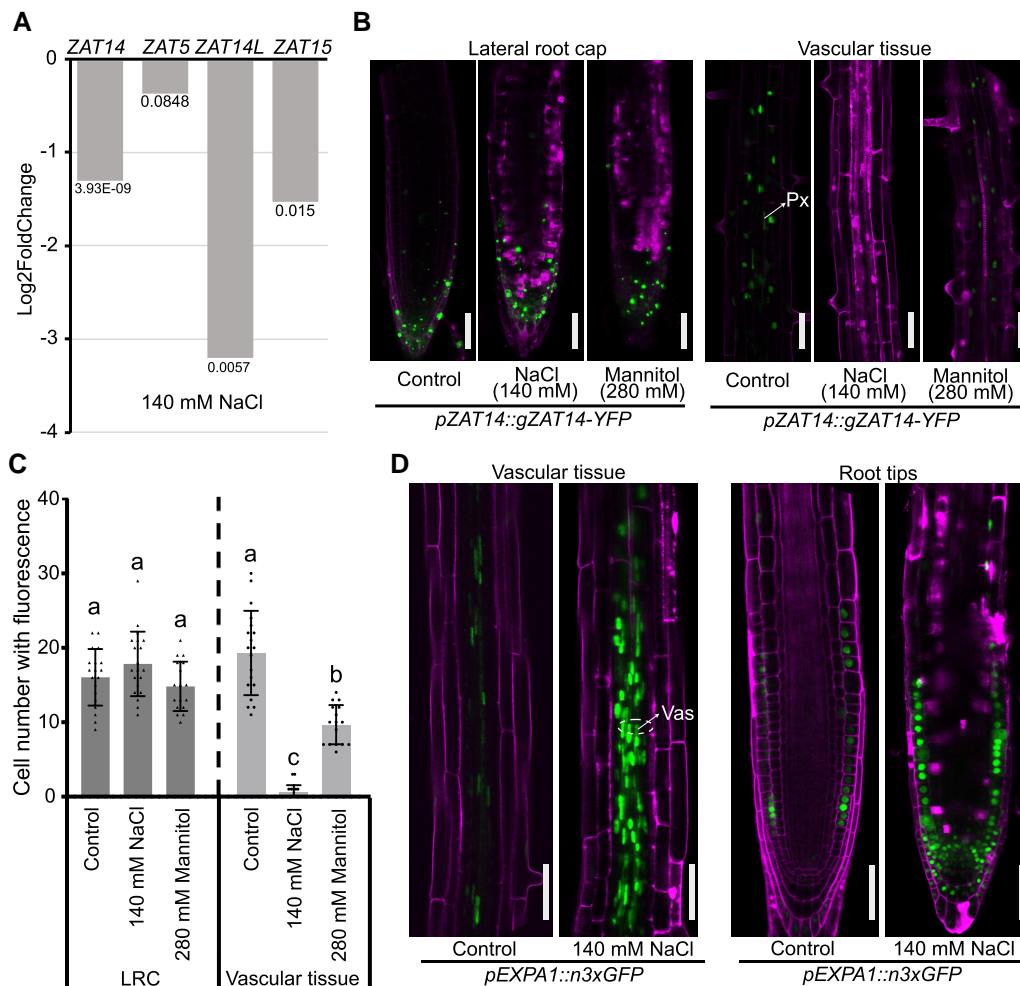 A
ZAT14 ZAT5 ZAT14L ZAT15
0
-1
-2
-3
-4
Log2FoldChange
3.93E-09
0.0848
0.0057
0.015
140 mM NaCl
B
Lateral root cap
Vascular tissue
Px
Control
NaCl
(140 mM)
Mannitol
(280 mM)
pZAT14::gZAT14-YFP
Control
NaCl
(140 mM)
Mannitol
(280 mM)
pZAT14::gZAT14-YFP
C
Cell number with fluorescence
40
30
20
10
0
a
a
a
a
c
b
Control
140 mM NaCl
280 mM Mannitol
Control
140 mM NaCl
280 mM Mannitol
LRC
Vascular tissue
D
Vascular tissue
Root tips
Vas
Control
140 mM NaCl
pEXPA1::n3xGFP
Control
140 mM NaCl
pEXPA1::n3xGFP